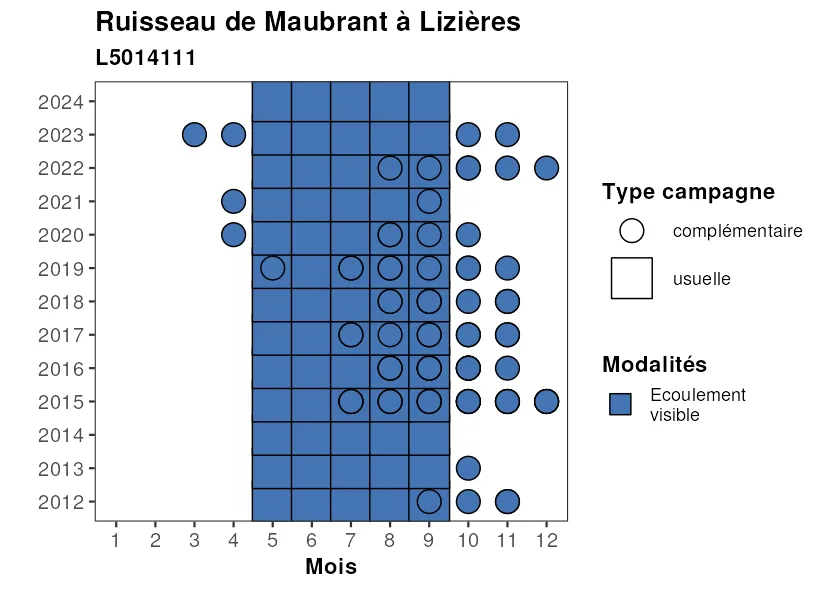 Ruisseau de Maubrant à Lizières
L5014111
2024
2023
2022
2021
2020
2019
2018
2017
2016
2015
2014
2013
2012
1 2 3 4 5 6 7 8 9 10 11 12
Mois
Type campagne
complémentaire
usuelle
Modalités
Ecoulement
visible